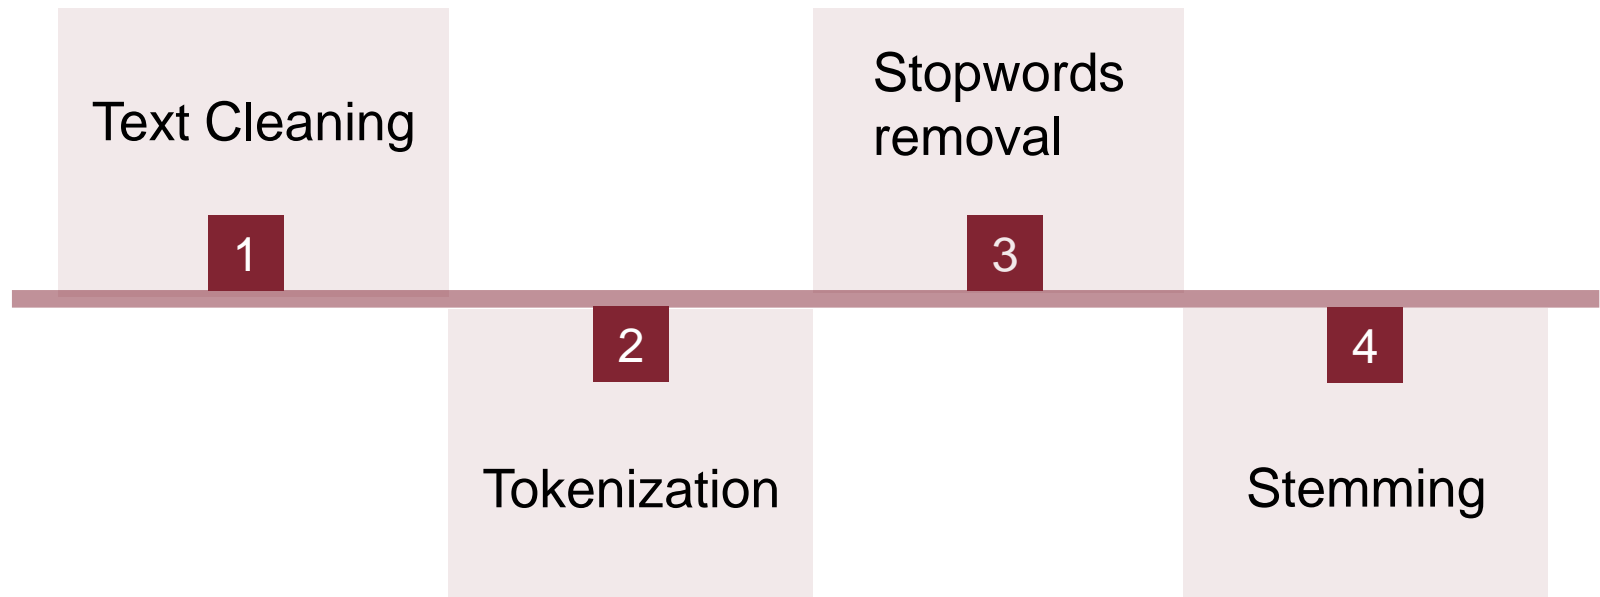 Text Cleaning
1
2
Tokenization
Stopwords
removal
3
4
Stemming